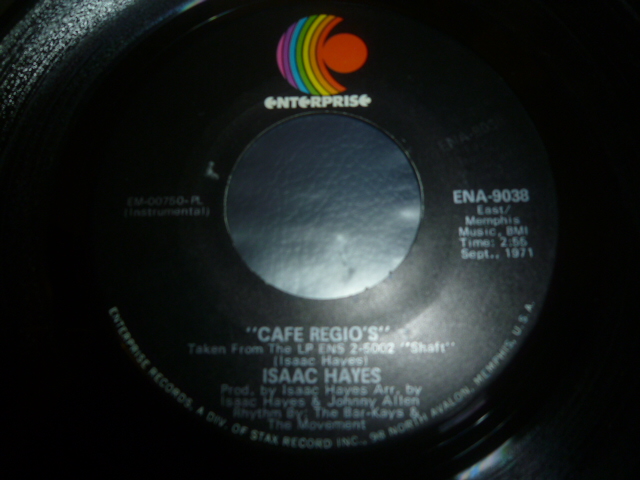 ENTERPRISE
EM-00750-PL
(Instrumental)
ENA-9038
East/
Memphis
Music, BMI
Time: 2:55
Sept., 1971
"CAFE REGIO'S"
Taken From The LP ENS 2-5002 "Shaft"
(Isaac Hayes)
ISAAC HAYES
Prod. by Isaac Hayes Arr. by
Isaac Hayes & Johnny Allen
Rhythm By: The Bar-Kays &
The Movement
ENTERPRISE RECORDS, A DIV. OF STAX RECORD INC., 98 NORTH AVALON, MEMPHIS, U.S.A.